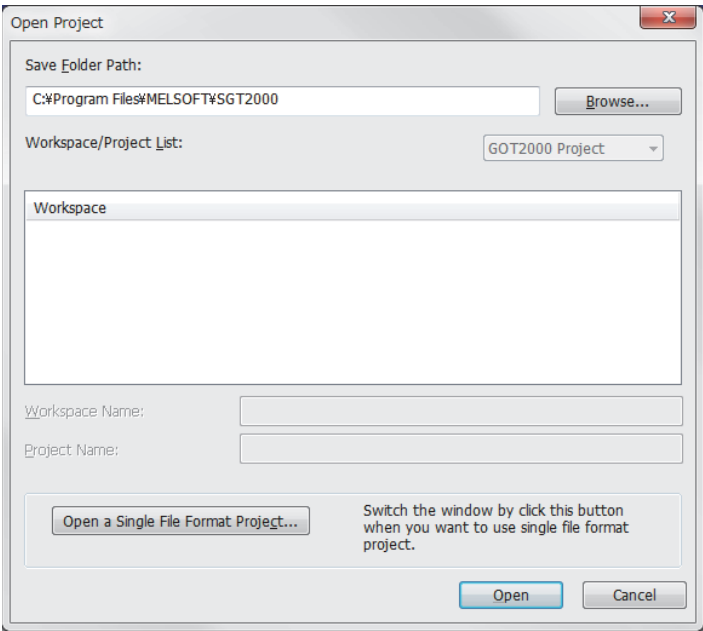 Open Project
Save Folder Path:
C:¥Program Files¥MELSOFT¥SGT2000
Browse...
Workspace/Project List:
GOT2000 Project
Workspace
Workspace Name:
Project Name:
Open a Single File Format Project...
Switch the window by click this button
when you want to use single file format
project.
Open
Cancel